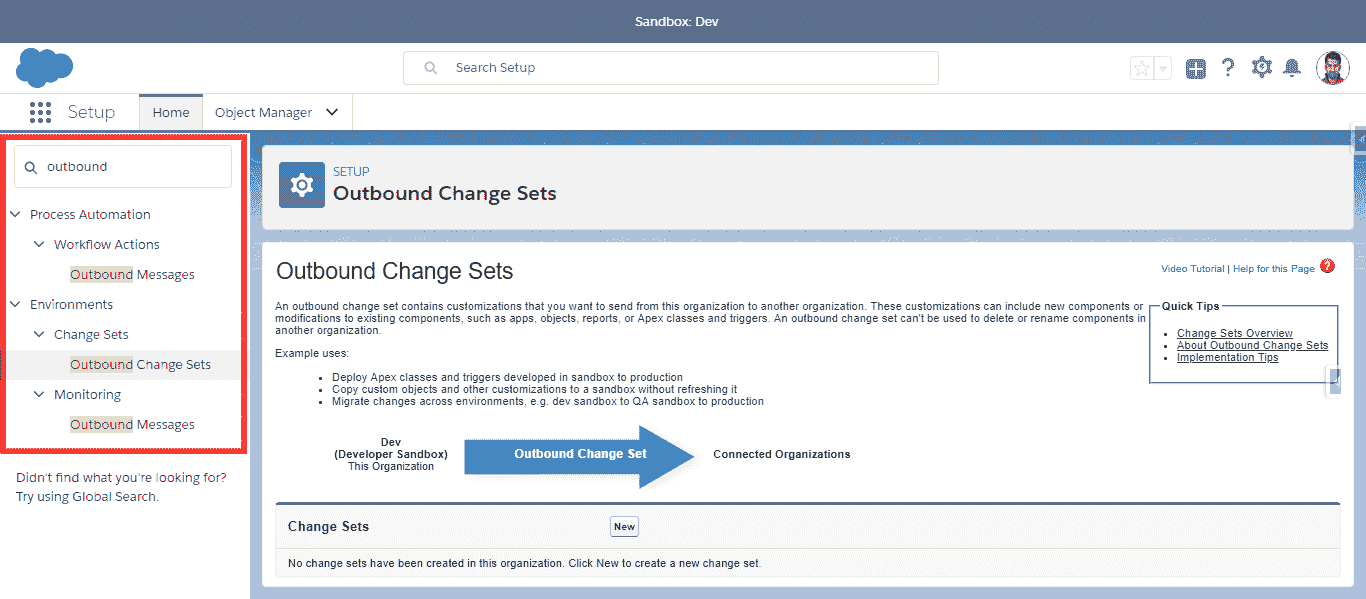 Sandbox: Dev
Search Setup
Setup
Home
Object Manager
outbound
Process Automation
Workflow Actions
Outbound Messages
Environments
Change Sets
Outbound Change Sets
Monitoring
Outbound Messages
Didn't find what you're looking for?
Try using Global Search.
SETUP
Outbound Change Sets
Outbound Change Sets
Video Tutorial | Help for this Page ?
An outbound change set contains customizations that you want to send from this organization to another organization. These customizations can include new components or
modifications to existing components, such as apps, objects, reports, or Apex classes and triggers. An outbound change set can't be used to delete or rename components in
another organization.
Quick Tips
• Change Sets Overview
• About Outbound Change Sets
• Implementation Tips
Example uses:
• Deploy Apex classes and triggers developed in sandbox to production
• Copy custom objects and other customizations to a sandbox without refreshing it
• Migrate changes across environments, e.g. dev sandbox to QA sandbox to production
Dev
(Developer Sandbox)
This Organization
Outbound Change Set
Connected Organizations
Change Sets
New
No change sets have been created in this organization. Click New to create a new change set.